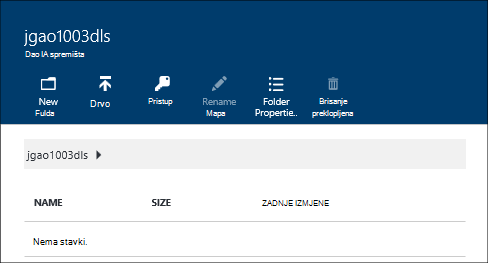 jgao1003dls
Dao IA spremišta
New Fulda
Drvo
Pristup
Rename Mapa
Folder Propertie..
Brisanje preklopljena
jgao1003dls
NAME SIZE ZADNJE IZMJENE
Nema stavki.